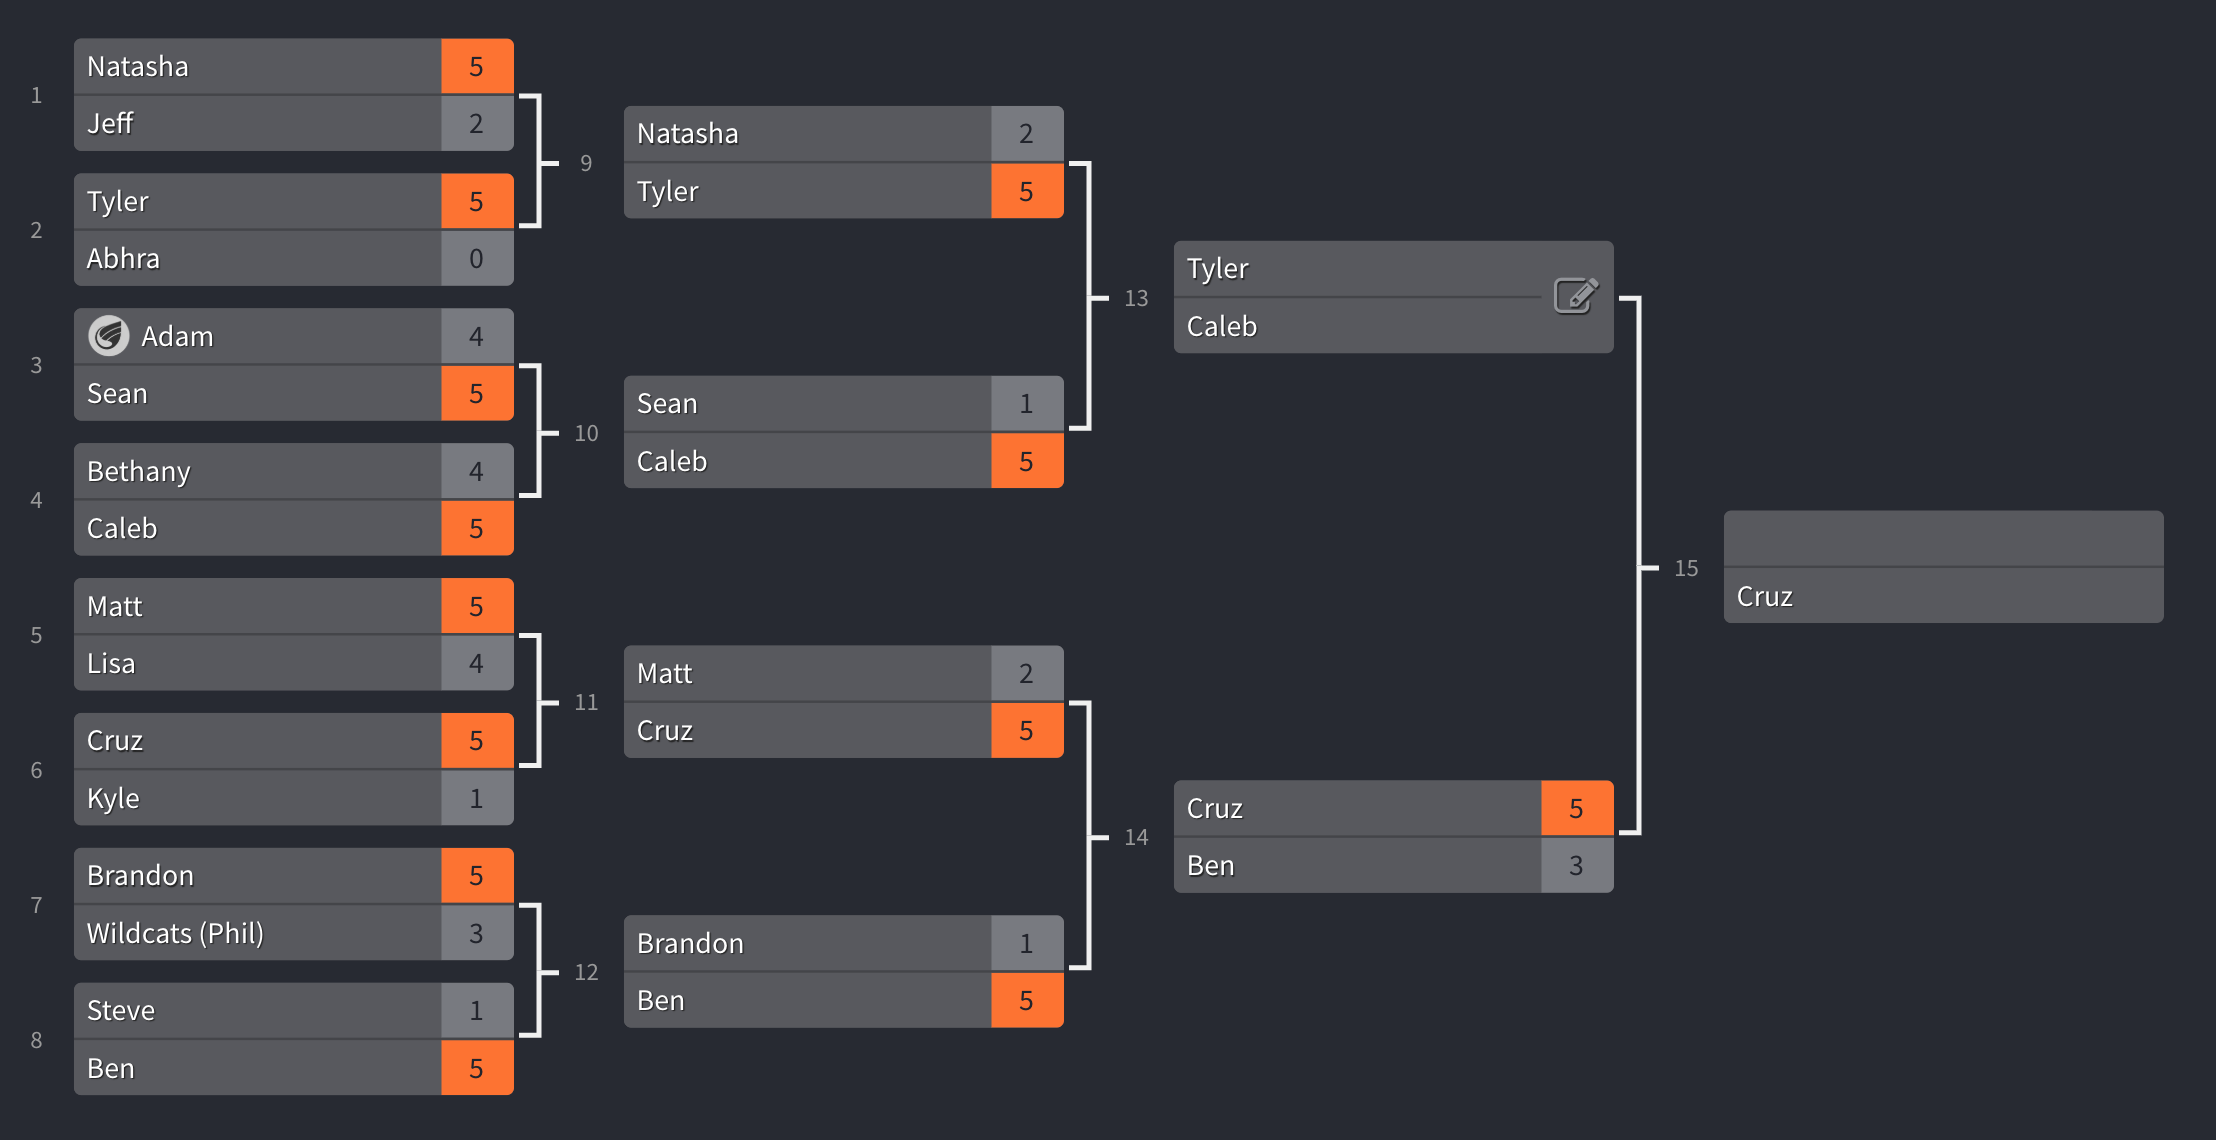 1
Natasha 5
Jeff 2
2
Tyler 5
Abhra 0
3
Adam 4
Sean 5
4
Bethany 4
Caleb 5
5
Matt 5
Lisa 4
6
Cruz 5
Kyle 1
7
Brandon 5
Wildcats (Phil) 3
8
Steve 1
Ben 5
9
Natasha 2
Tyler 5
10
Sean 1
Caleb 5
11
Matt 2
Cruz 5
12
Brandon 1
Ben 5
13
Tyler
Caleb
14
Cruz 5
Ben 3
15
Cruz